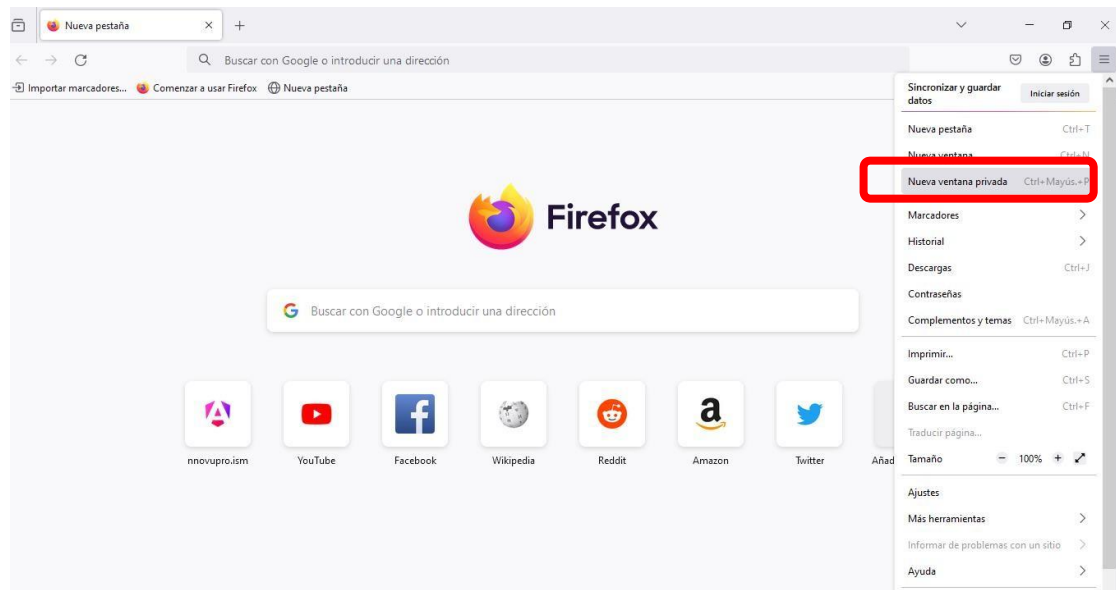 Nueva pestaña
Buscar con Google o introducir una dirección
Importar marcadores... Comenzar a usar Firefox Nueva pestaña
Firefox
Buscar con Google o introducir una dirección
nnovupro.ism YouTube Facebook Wikipedia Reddit Amazon Twitter Añad
Sincronizar y guardar
datos
Iniciar sesión
Nueva pestaña Ctrl+T
Nueva ventana Ctrl+N
Nueva ventana privada Ctrl+Mayús.+P
Marcadores
Historial
Descargas Ctrl+J
Contraseñas
Complementos y temas Ctrl+Mayús.+A
Imprimir... Ctrl+P
Guardar como... Ctrl+S
Buscar en la página... Ctrl+F
Traducir página...
Tamaño - 100% +
Ajustes
Más herramientas
Informar de problemas con un sitio
Ayuda